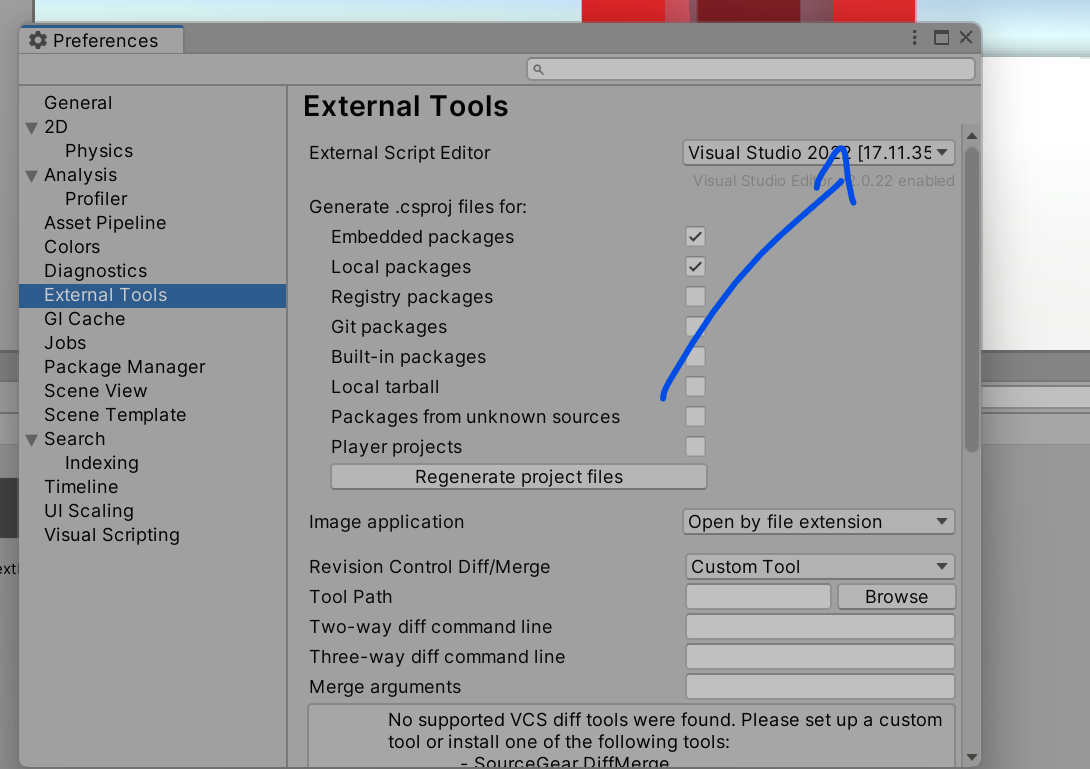 Preferences
General
2D
Physics
Analysis
Profiler
Asset Pipeline
Colors
Diagnostics
External Tools
GI Cache
Jobs
Package Manager
Scene View
Scene Template
Search
Indexing
Timeline
UI Scaling
Visual Scripting
External Tools
External Script Editor
Visual Studio 2022 [17.11.35
Visual Studio Editor enabled
Generate .csproj files for:
Embedded packages
Local packages
Registry packages
Git packages
Built-in packages
Local tarball
Packages from unknown sources
Player projects
Regenerate project files
Image application Open by file extension
Revision Control Diff/Merge Custom Tool
Tool Path Browse
Two-way diff command line
Three-way diff command line
Merge arguments
No supported VCS diff tools were found. Please set up a custom
tool or install one of the following tools:
- SourceGear DiffMerge